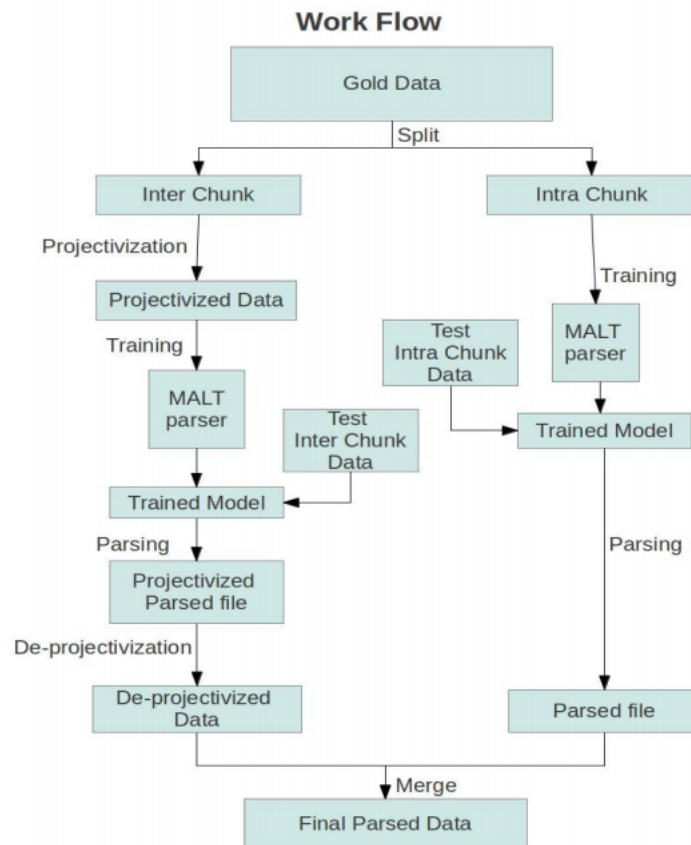 Work Flow
Gold Data
Split
Inter Chunk
Intra Chunk
Projectivization
Training
Projectivized Data
Test
Intra Chunk
Data
MALT
parser
Training
MALT
parser
Test
Inter Chunk
Data
Trained Model
Trained Model
Parsing
Parsing
Projectivized
Parsed file
De-projectivization
De-projectivized
Data
Parsed file
Merge
Final Parsed Data